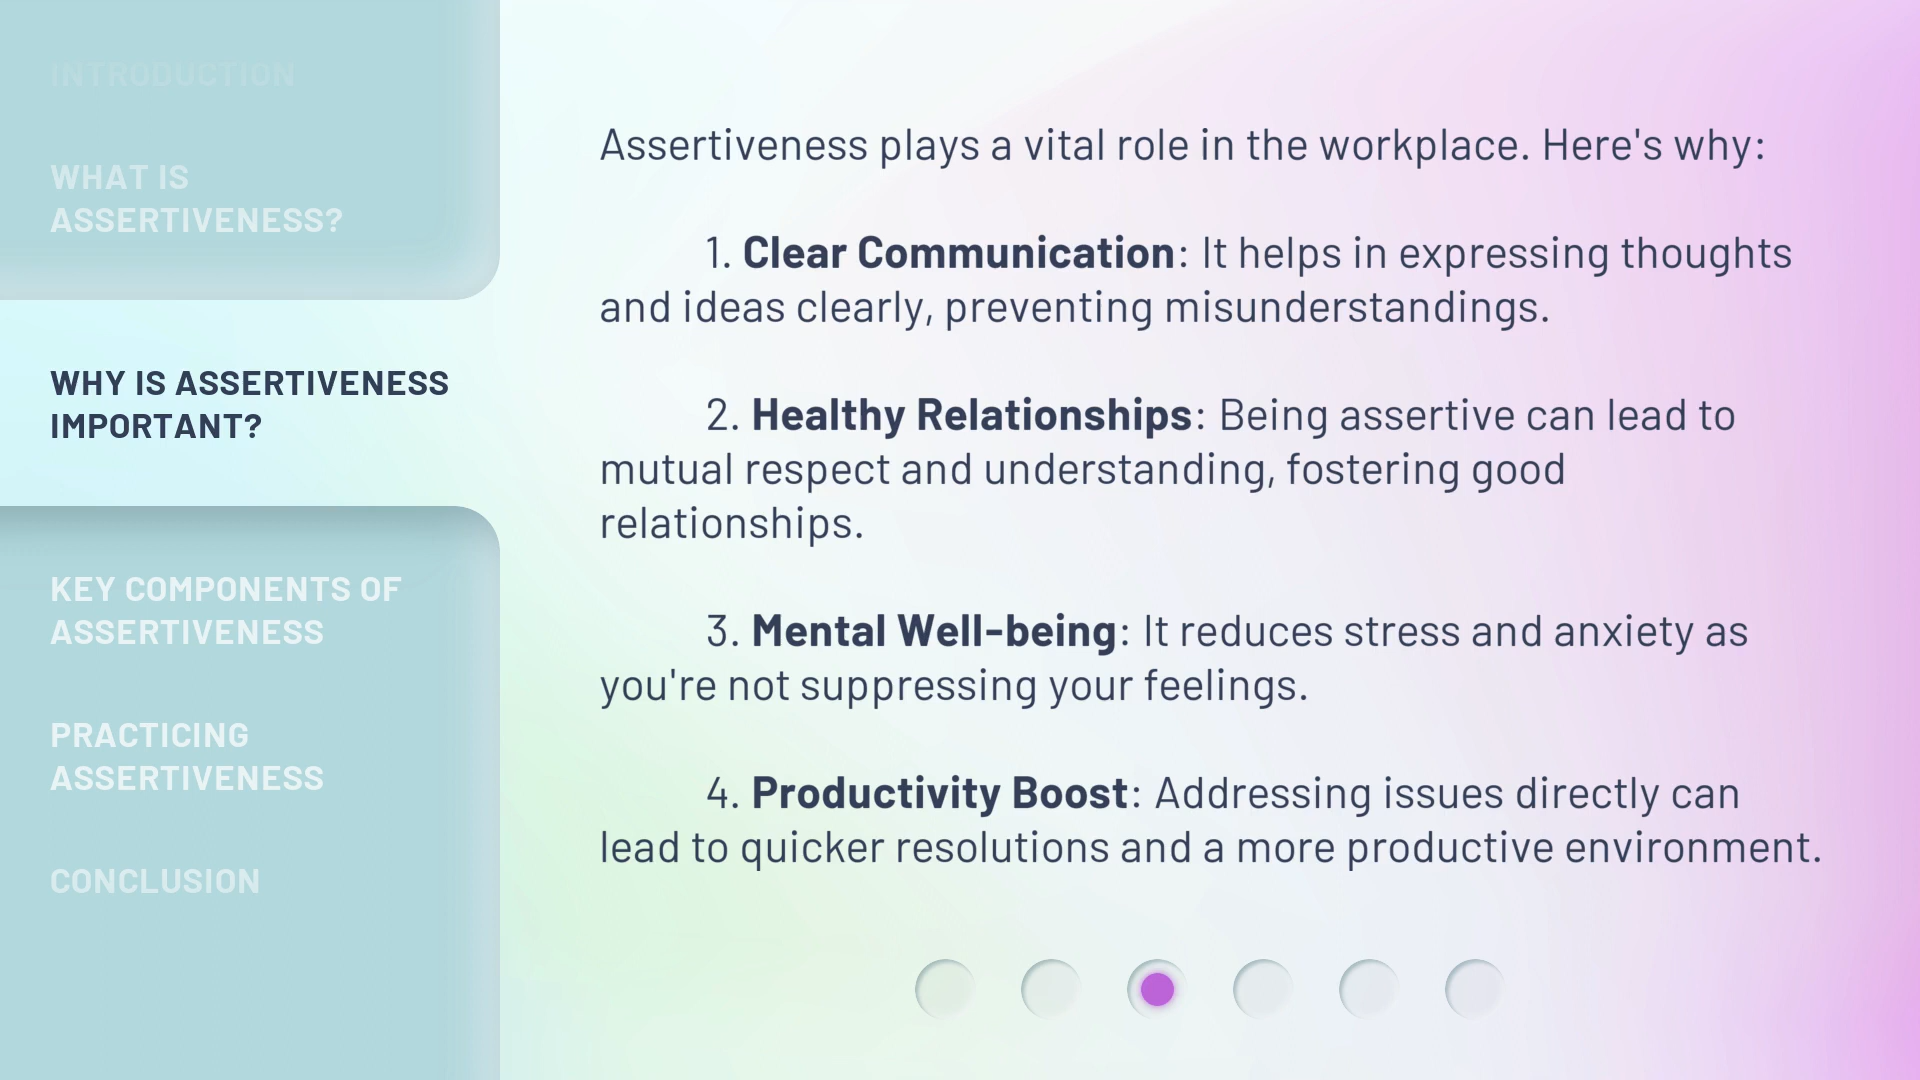 INTRODUCTION
WHAT IS
ASSERTIVENESS?
WHY IS ASSERTIVENESS
IMPORTANT?
KEY COMPONENTS OF
ASSERTIVENESS
PRACTICING
ASSERTIVENESS
CONCLUSION
Assertiveness plays a vital role in the workplace. Here's why:
1. Clear Communication: It helps in expressing thoughts
and ideas clearly, preventing misunderstandings.
2. Healthy Relationships: Being assertive can lead to
mutual respect and understanding, fostering good
relationships.
3. Mental Well-being: It reduces stress and anxiety as
you're not suppressing your feelings.
4. Productivity Boost: Addressing issues directly can
lead to quicker resolutions and a more productive environment.